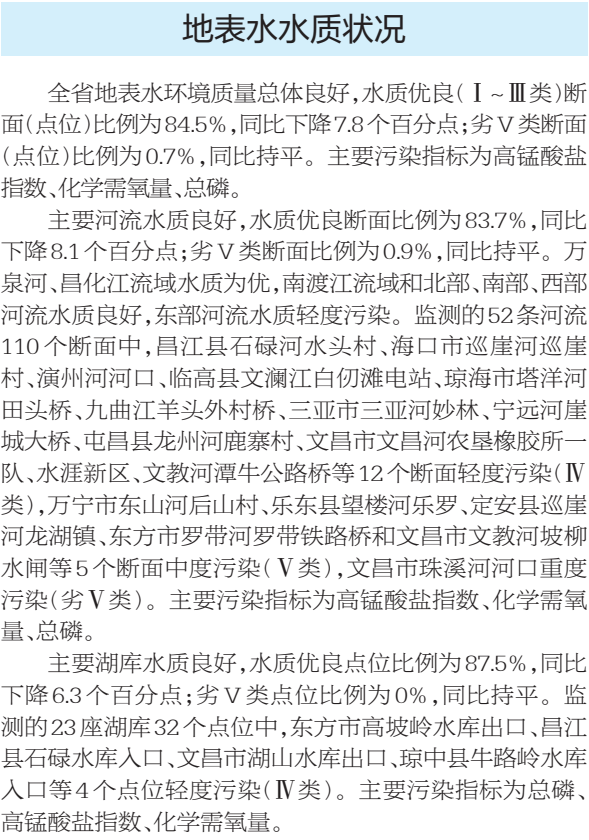 地表水水质状况
全省地表水环境质量总体良好,水质优良(Ⅰ~Ⅲ类)断
面(点位)比例为84.5%,同比下降7.8个百分点;劣Ⅴ类断面
(点位)比例为0.7%,同比持平。主要污染指标为高锰酸盐
指数、化学需氧量、总磷。
主要河流水质良好,水质优良断面比例为83.7%,同比
下降8.1个百分点;劣Ⅴ类断面比例为0.9%,同比持平。万
泉河、昌化江流域水质为优,南渡江流域和北部、南部、西部
河流水质良好,东部河流水质轻度污染。监测的52条河流
110个断面中,昌江县石碌河水头村、海口市巡崖河巡崖
村、演州河河口、临高县文澜江白仞滩电站、琼海市塔洋河
田头桥、九曲江羊头外村桥、三亚市三亚河妙林、宁远河崖
城大桥、屯昌县龙州河鹿寨村、文昌市文昌河农垦橡胶所一
队、水涯新区、文教河潭牛公路桥等12个断面轻度污染(Ⅳ
类),万宁市东山河后山村、乐东县望楼河乐罗、定安县巡崖
河龙湖镇、东方市罗带河罗带铁路桥和文昌市文教河坡柳
水闸等5个断面中度污染(Ⅴ类),文昌市珠溪河河口重度
污染(劣Ⅴ类)。主要污染指标为高锰酸盐指数、化学需氧
量、总磷。
主要湖库水质良好,水质优良点位比例为87.5%,同比
下降6.3个百分点;劣Ⅴ类点位比例为0%,同比持平。监
测的23座湖库32个点位中,东方市高坡岭水库出口、昌江
县石碌水库入口、文昌市湖山水库出口、琼中县牛路岭水库
入口等4个点位轻度污染(Ⅳ类)。主要污染指标为总磷、
高锰酸盐指数、化学需氧量。